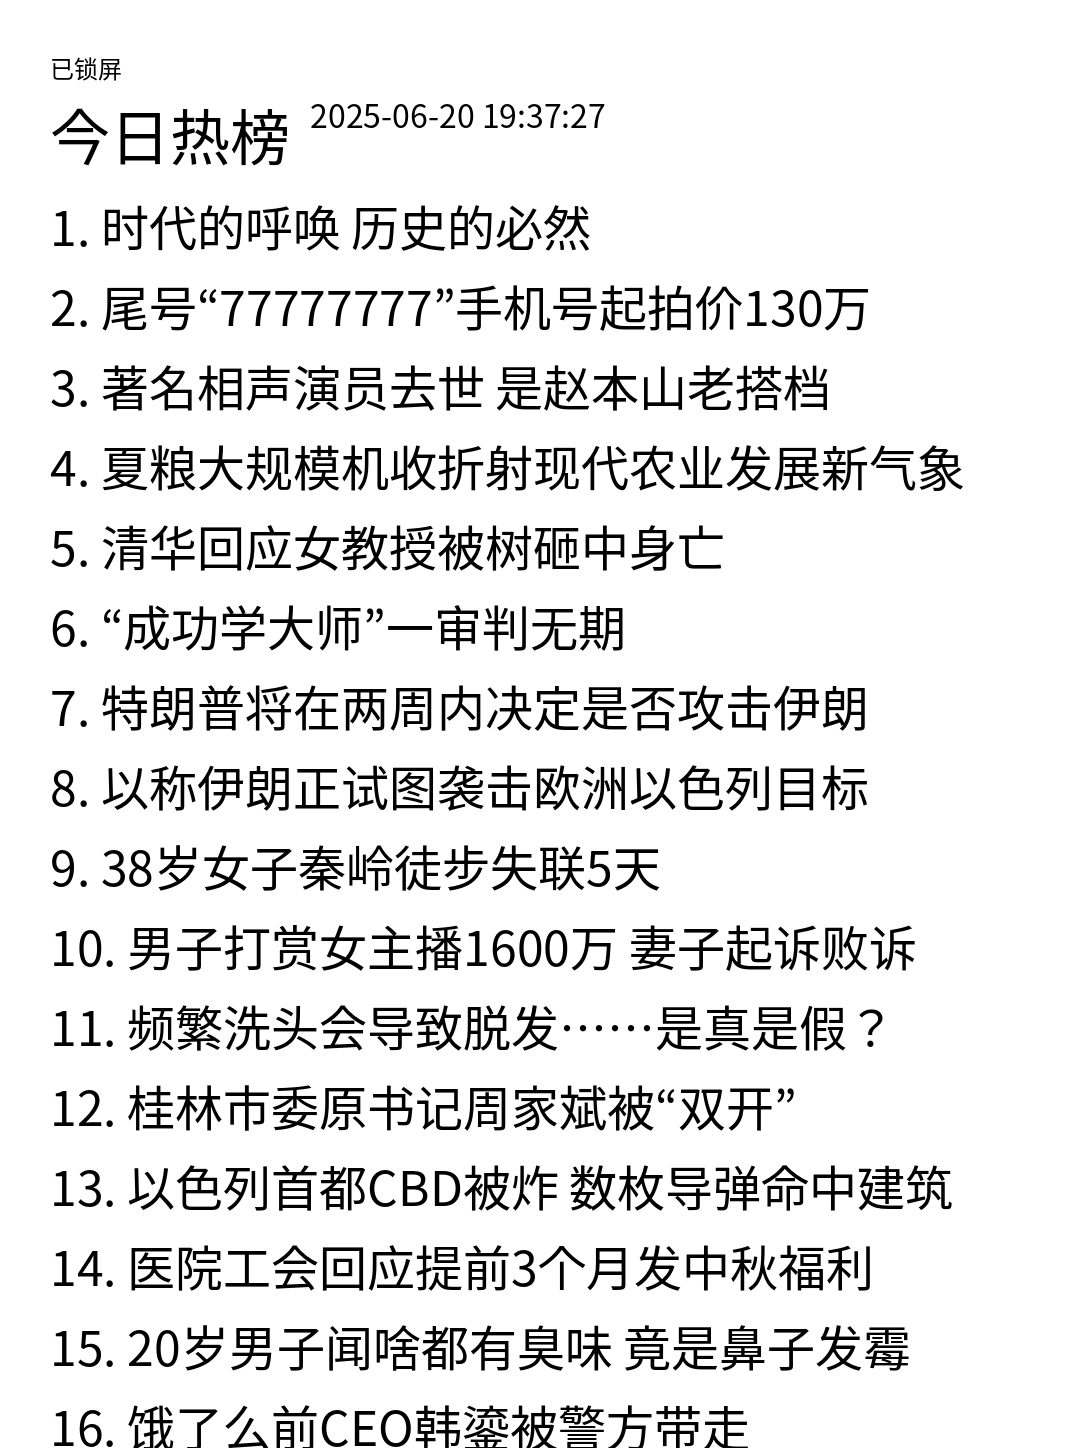 已锁屏
今日热榜 2025-06-20 19:37:27
1. 时代的呼唤 历史的必然
2. 尾号“77777777”手机号起拍价130万
3. 著名相声演员去世 是赵本山老搭档
4. 夏粮大规模机收折射现代农业发展新气象
5. 清华回应女教授被树砸中身亡
6. “成功学大师”一审判无期
7. 特朗普将在两周内决定是否攻击伊朗
8. 以称伊朗正试图袭击欧洲以色列目标
9. 38岁女子秦岭徒步失联5天
10. 男子打赏女主播1600万 妻子起诉败诉
11. 频繁洗头会导致脱发……是真是假？
12. 桂林市委原书记周家斌被“双开”
13. 以色列首都CBD被炸 数枚导弹命中建筑
14. 医院工会回应提前3个月发中秋福利
15. 20岁男子闻啥都有臭味 竟是鼻子发霉
16. 饿了么前CEO韩鎏被警方带走